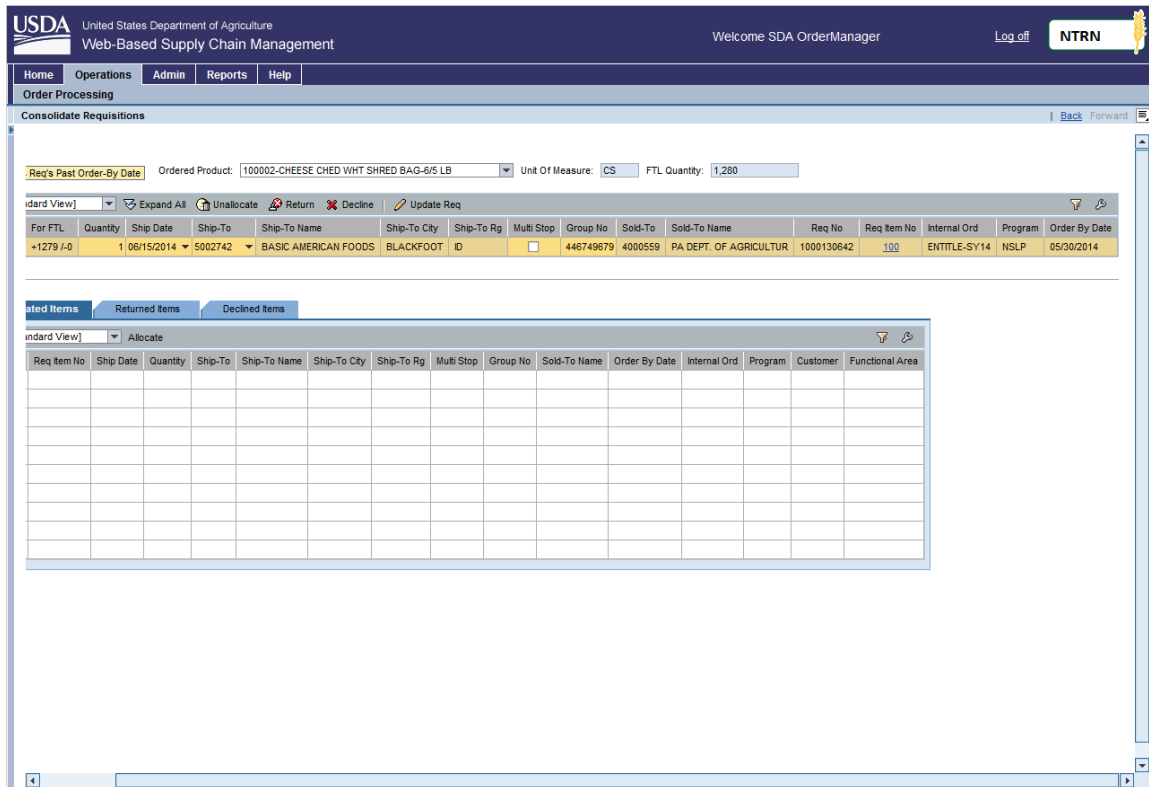 USDA United States Department of Agriculture
Web-Based Supply Chain Management
Welcome SDA OrderManager
Log off
NTRN
Home Operations Admin Reports Help
Order Processing
Consolidate Requisitions
| Back Forward
Req's Past Order-By Date Ordered Product: 100002-CHEESE CHED WHT SHRED BAG-6/5 LB Unit Of Measure: CS FTL Quantity: 1,280
ndard View] Expand All Unallocate Return Decline Update Req
For FTL Quantity Ship Date Ship-To Ship-To Name Ship-To City Ship-To Rg Multi Stop Group No Sold-To Sold-To Name Req No Req Item No Internal Ord Program Order By Date
+1279 /-0 1 06/15/2014 5002742 BASIC AMERICAN FOODS BLACKFOOT ID 446749679 4000559 PA DEPT. OF AGRICULTUR 1000130642 100 ENTITLE-SY14 NSLP 05/30/2014
ated Items Returned Items Declined Items
ndard View] Allocate
Req Item No Ship Date Quantity Ship-To Ship-To Name Ship-To City Ship-To Rg Multi Stop Group No Sold-To Name Order By Date Internal Ord Program Customer Functional Area